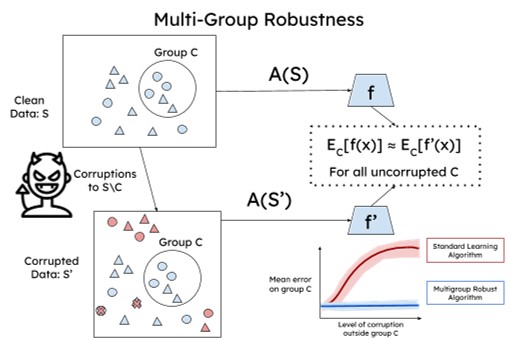 Multi-Group Robustness
Group C
A(S)
f
Clean
Data: S
E_C[f(x)] ≈ E_C[f'(x)]
For all uncorrupted C
Corruptions
to S\C
A(S')
f'
Corrupted
Data: S'
Group C
Mean error
on group C
Standard Learning
Algorithm
Multigroup Robust
Algorithm
Level of corruption
outside group C